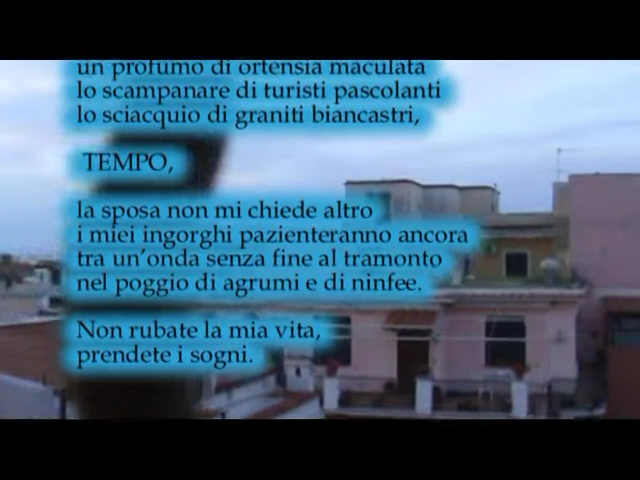 un profumo di ortensia maculata
lo scampanare di turisti pascolanti
lo sciacquio di graniti biancastri,
TEMPO,
la sposa non mi chiede altro
i miei ingorghi pazienteranno ancora
tra un'onda senza fine al tramonto
nel poggio di agrumi e di ninfee.
Non rubate la mia vita,
prendete i sogni.